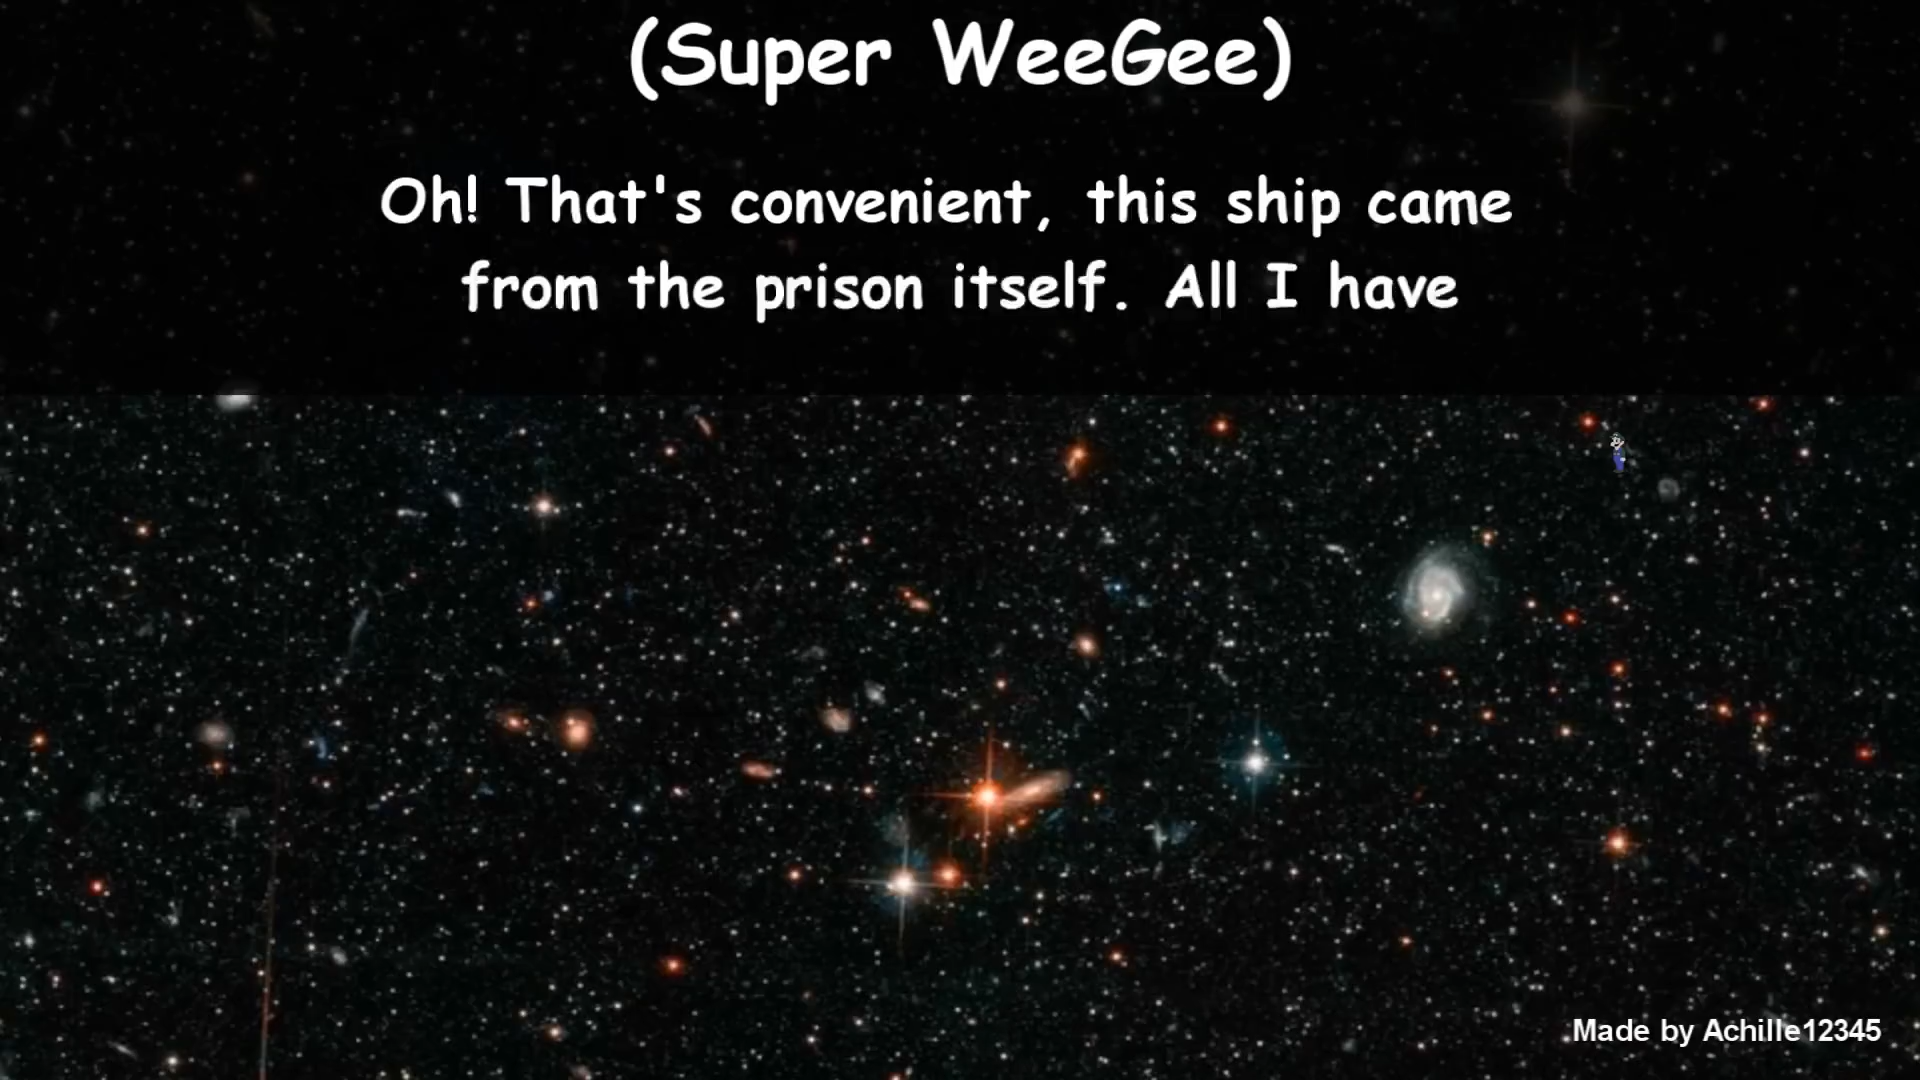 (Super WeeGee)
Oh! That's convenient, this ship came
from the prison itself. All I have
Made by Achille12345